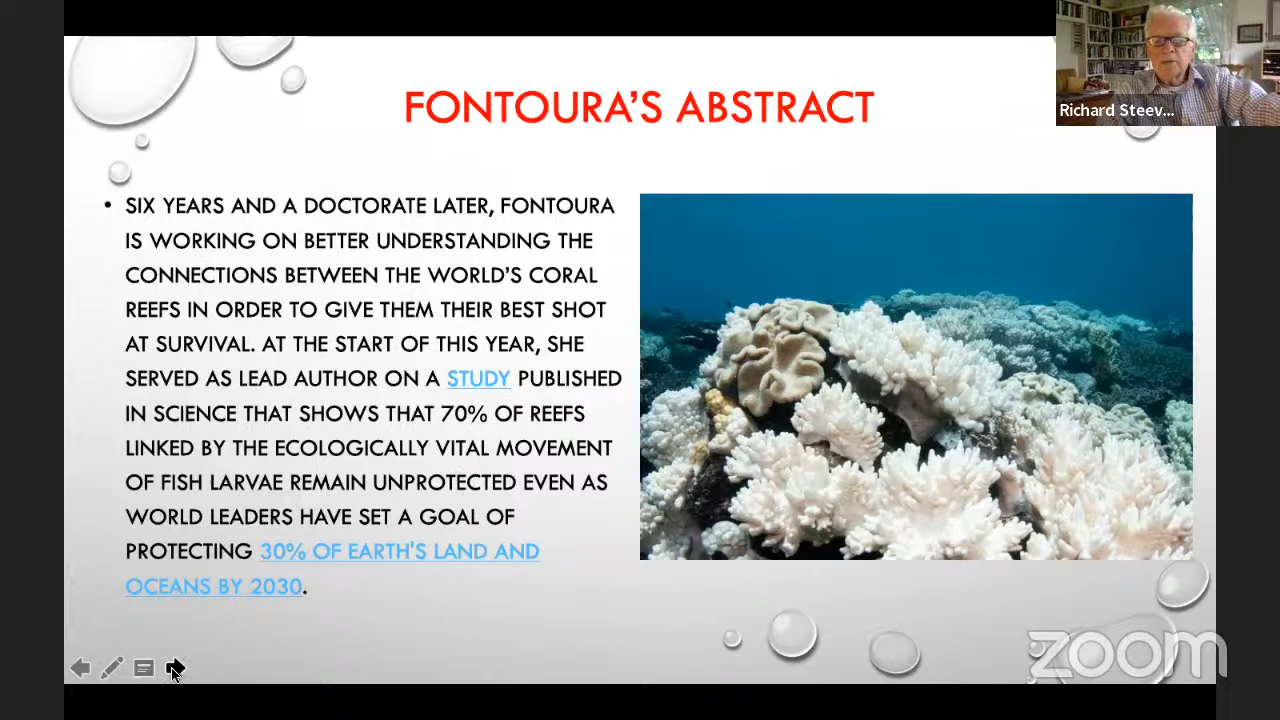 FONTOURA'S ABSTRACT
Richard Steev...
• SIX YEARS AND A DOCTORATE LATER, FONTOURA
IS WORKING ON BETTER UNDERSTANDING THE
CONNECTIONS BETWEEN THE WORLD'S CORAL
REEFS IN ORDER TO GIVE THEM THEIR BEST SHOT
AT SURVIVAL. AT THE START OF THIS YEAR, SHE
SERVED AS LEAD AUTHOR ON A STUDY PUBLISHED
IN SCIENCE THAT SHOWS THAT 70% OF REEFS
LINKED BY THE ECOLOGICALLY VITAL MOVEMENT
OF FISH LARVAE REMAIN UNPROTECTED EVEN AS
WORLD LEADERS HAVE SET A GOAL OF
PROTECTING 30% OF EARTH'S LAND AND
OCEANS BY 2030.
zoom